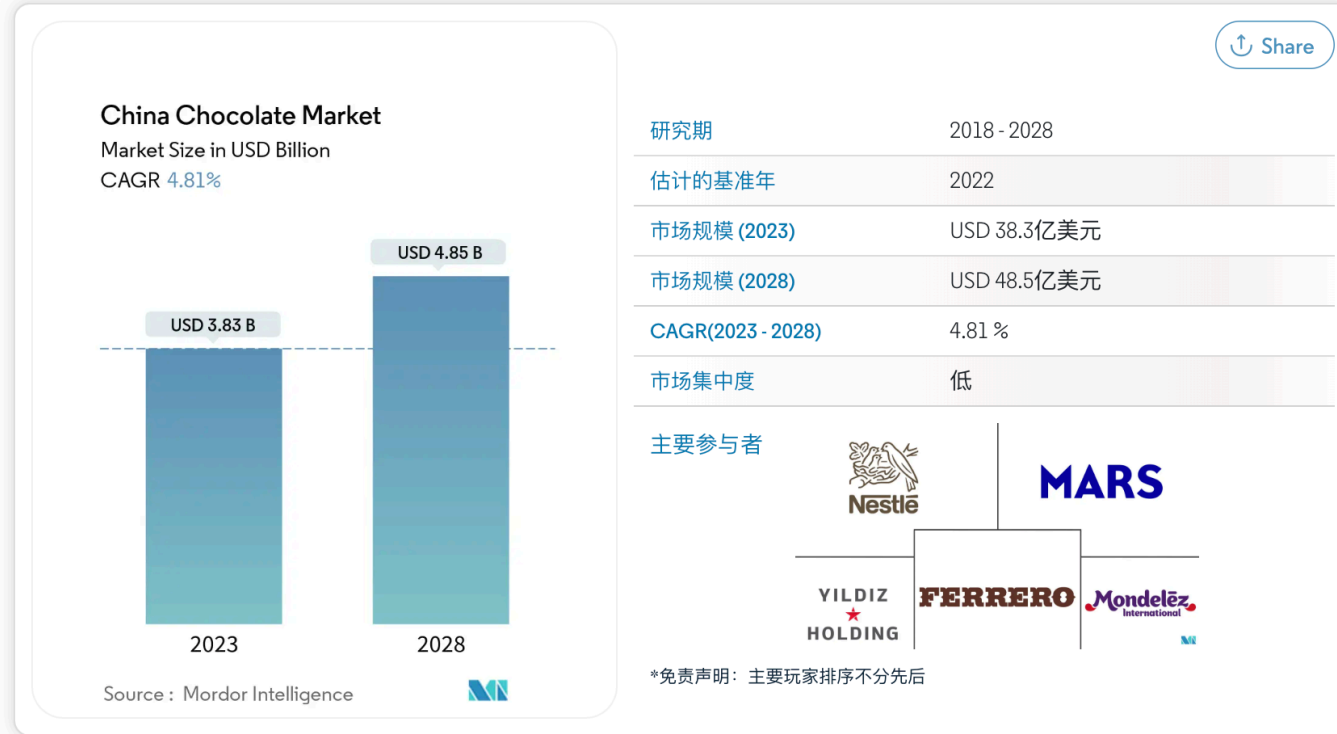 Share
China Chocolate Market
Market Size in USD Billion
CAGR 4.81%
USD 4.85 B
USD 3.83 B
2023
2028
Source : Mordor Intelligence
研究期 2018 - 2028
估计的基准年 2022
市场规模 (2023) USD 38.3亿美元
市场规模 (2028) USD 48.5亿美元
CAGR(2023 - 2028) 4.81 %
市场集中度 低
主要参与者
Nestlé
MARS
YILDIZ
HOLDING
FERRERO
Mondelēz
International
*免责声明：主要玩家排序不分先后